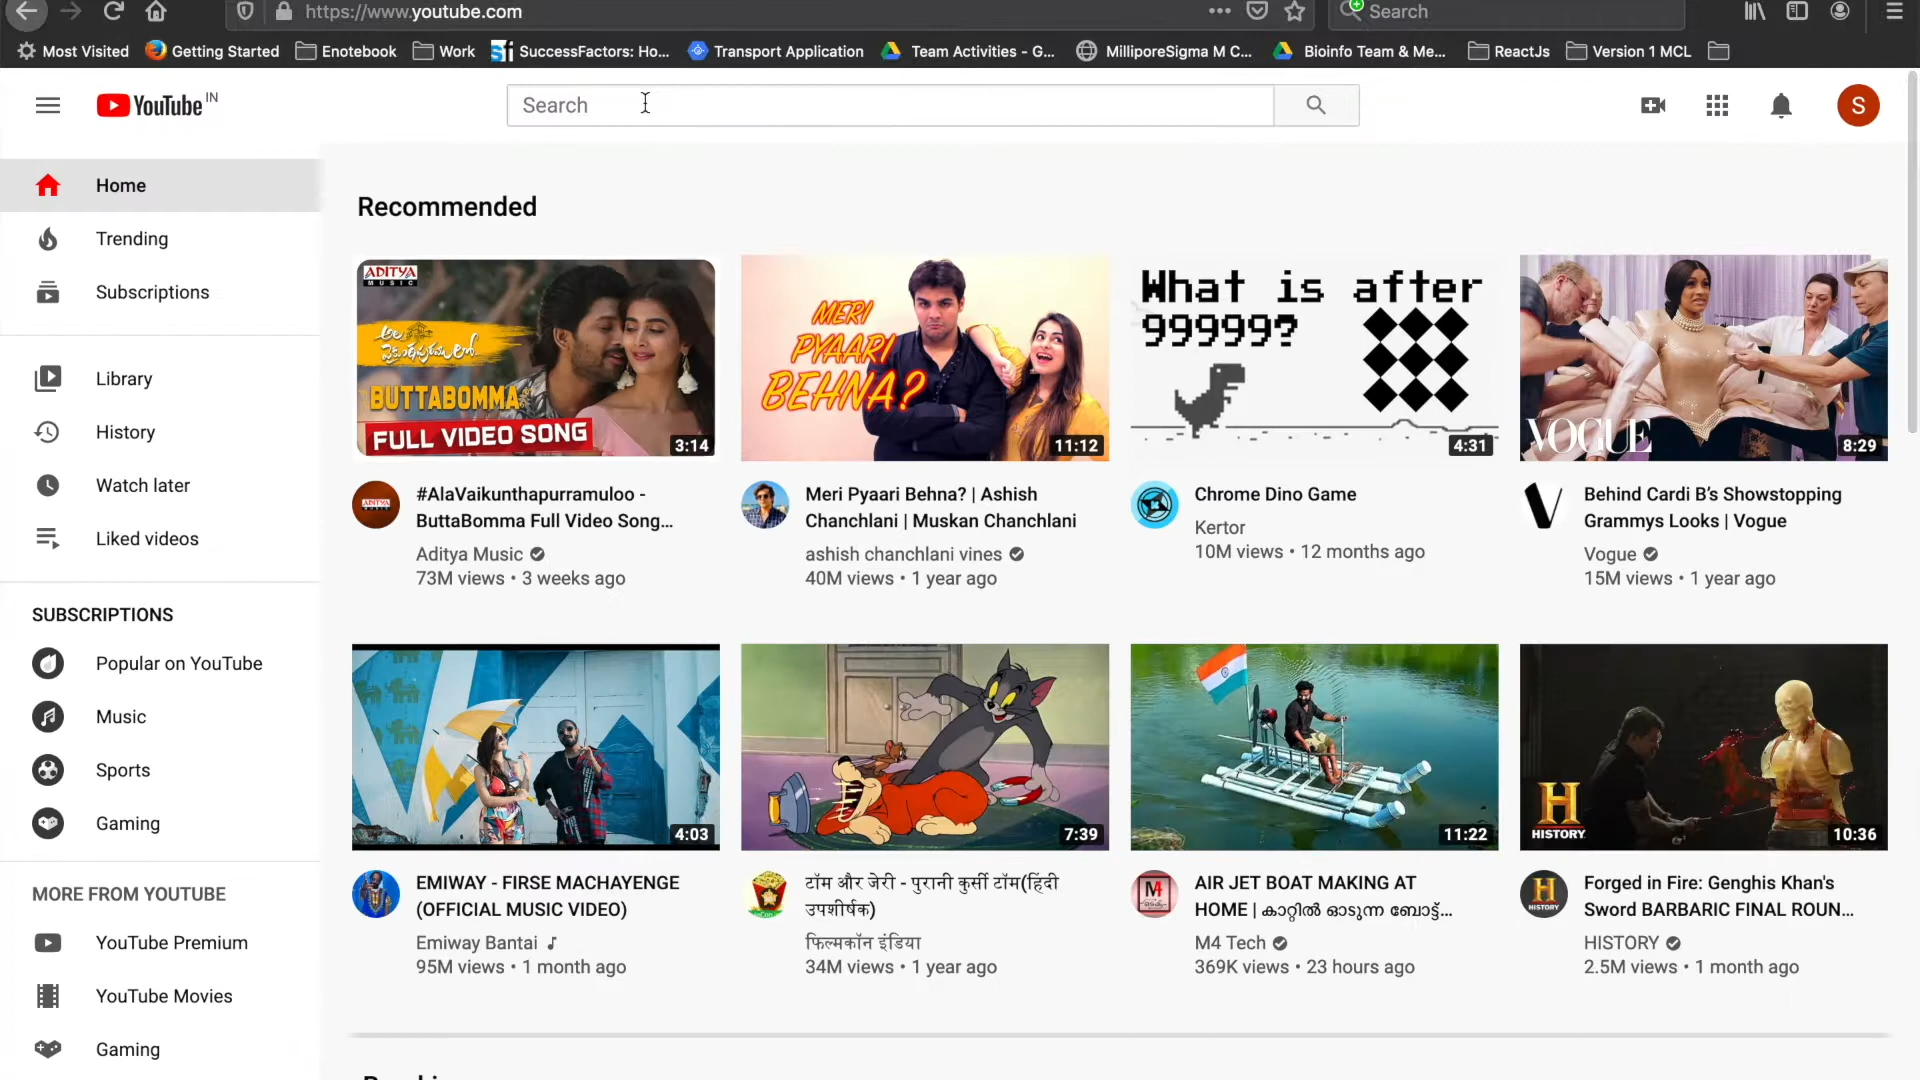 https://www.youtube.com
Search
Most Visited
Getting Started
Enotebook
Work
SuccessFactors: Ho...
Transport Application
Team Activities - G...
MilliporeSigma M C...
Bioinfo Team & Me...
ReactJs
Version 1 MCL
YouTube IN
Search
S
Home
Trending
Subscriptions
Library
History
Watch later
Liked videos
SUBSCRIPTIONS
Popular on YouTube
Music
Sports
Gaming
MORE FROM YOUTUBE
YouTube Premium
YouTube Movies
Gaming
Recommended
ADITYA
MUSIC
అల
వైకుంఠపురములో
BUTTABOMMA
FULL VIDEO SONG
3:14
#AlaVaikunthapurramuloo -
ButtaBomma Full Video Song...
Aditya Music
73M views • 3 weeks ago
MERI
PYAARI
BEHNA?
11:12
Meri Pyaari Behna? | Ashish
Chanchlani | Muskan Chanchlani
ashish chanchlani vines
40M views • 1 year ago
What is after
99999?
4:31
Chrome Dino Game
Kertor
10M views • 12 months ago
VOGUE
8:29
Behind Cardi B’s Showstopping
Grammys Looks | Vogue
Vogue
15M views • 1 year ago
4:03
EMIWAY - FIRSE MACHAYENGE
(OFFICIAL MUSIC VIDEO)
Emiway Bantai
95M views • 1 month ago
7:39
टॉम और जेरी - पुरानी कुर्सी टॉम(हिंदी
उपशीर्षक)
फिल्मकॉन इंडिया
34M views • 1 year ago
11:22
M4
AIR JET BOAT MAKING AT
HOME | കാറ്റിൽ ഓടുന്ന ബോട്ട്...
M4 Tech
369K views • 23 hours ago
H
HISTORY
10:36
H
HISTORY
Forged in Fire: Genghis Khan's
Sword BARBARIC FINAL ROUN...
HISTORY
2.5M views • 1 month ago